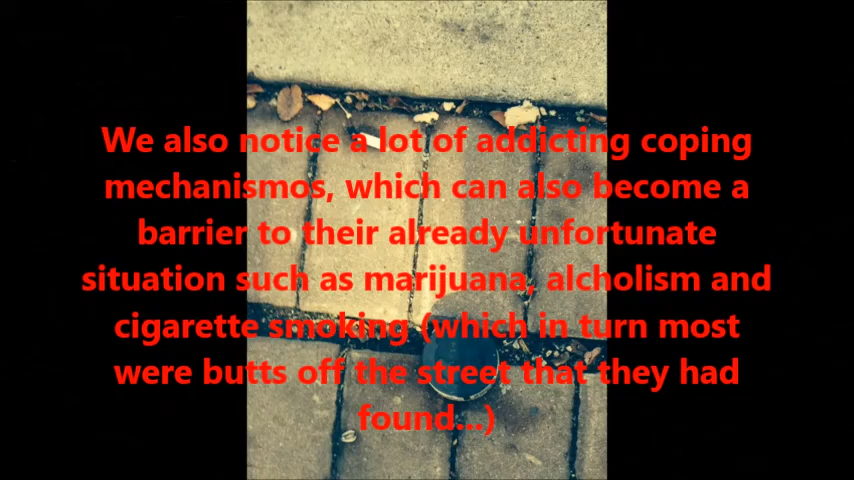 We also notice a lot of addicting coping
mechanismos, which can also become a
barrier to their already unfortunate
situation such as marijuana, alcholism and
cigarette smoking (which in turn most
were butts off the street that they had
found...)